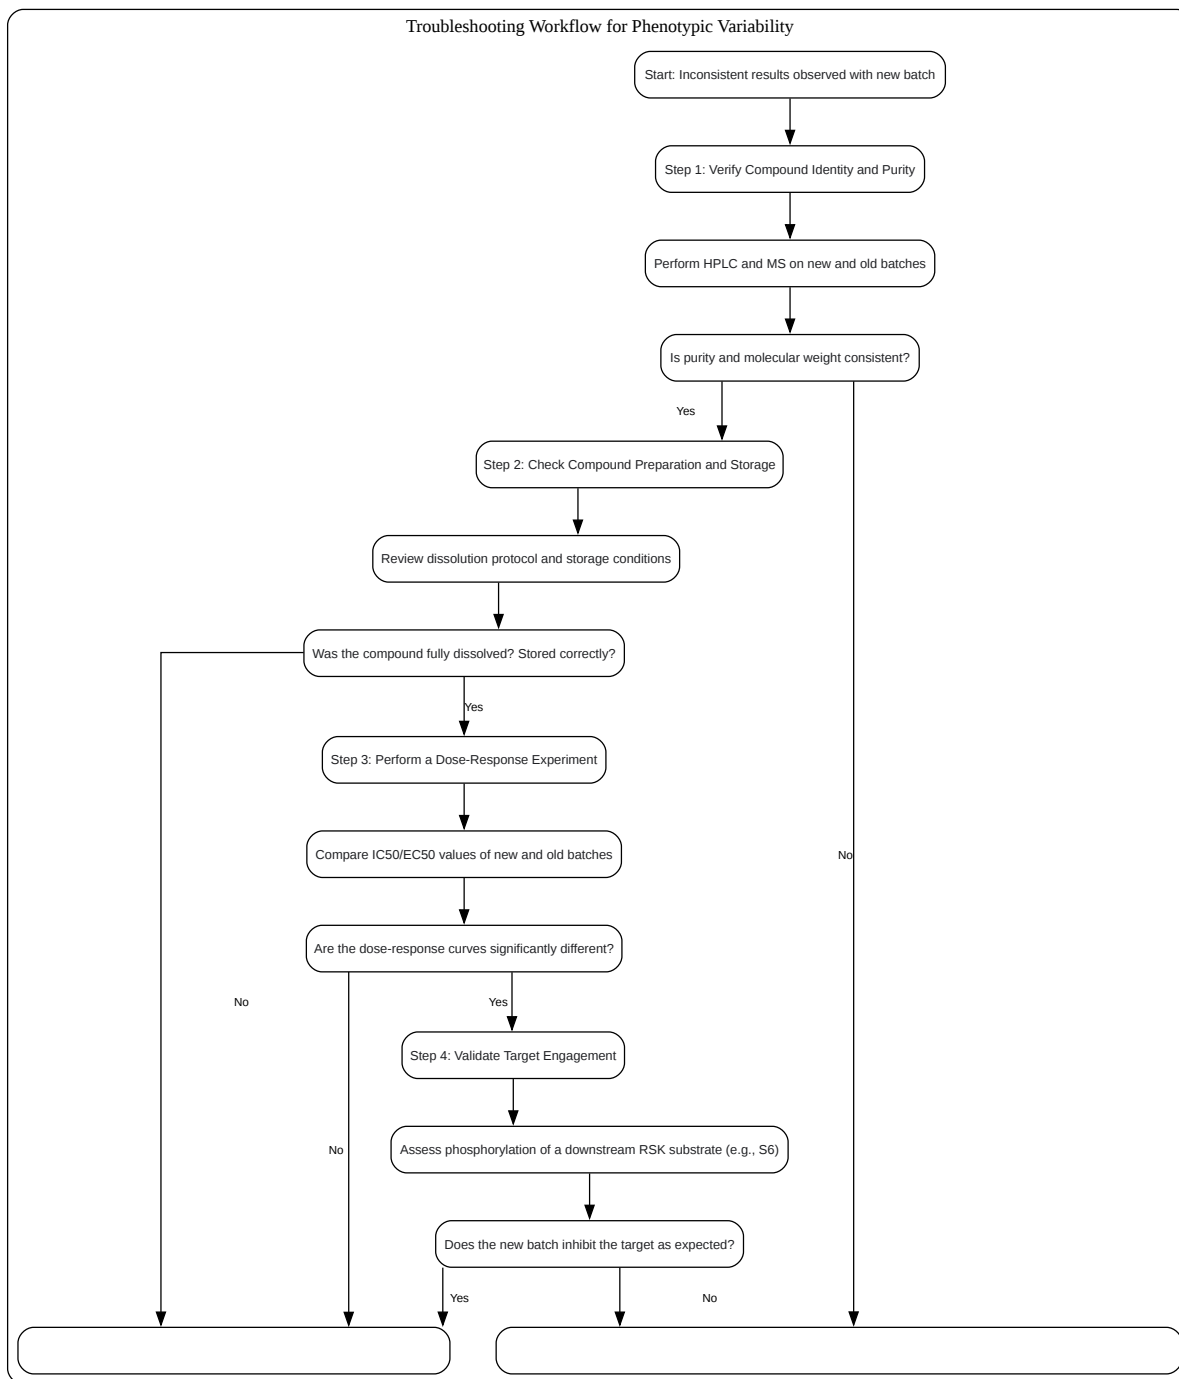 Troubleshooting Workflow for Phenotypic Variability
Start: Inconsistent results observed with new batch
Step 1: Verify Compound Identity and Purity
Perform HPLC and MS on new and old batches
Is purity and molecular weight consistent?
Yes
Step 2: Check Compound Preparation and Storage
Review dissolution protocol and storage conditions
Was the compound fully dissolved? Stored correctly?
Yes
Step 3: Perform a Dose-Response Experiment
Compare IC50/EC50 values of new and old batches
No
Are the dose-response curves significantly different?
No
Yes
Step 4: Validate Target Engagement
Assess phosphorylation of a downstream RSK substrate (e.g., S6)
No
Does the new batch inhibit the target as expected?
Yes
No